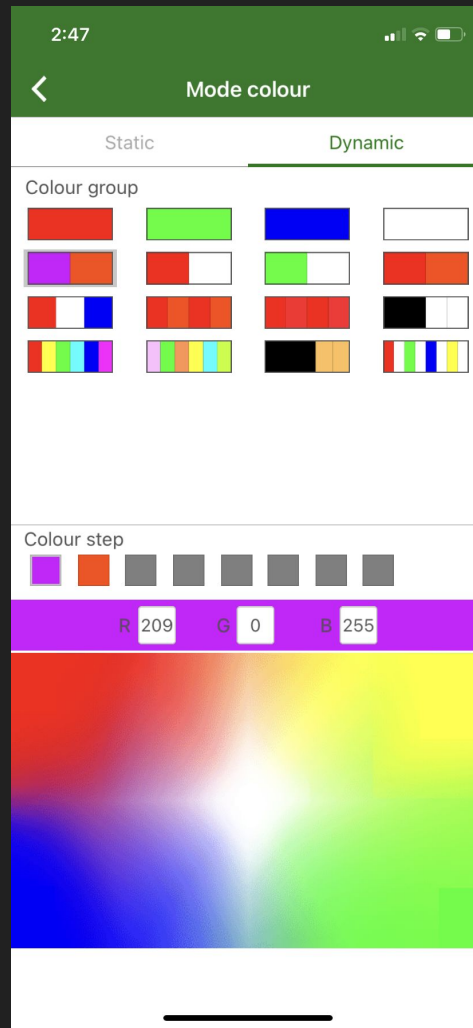 2:47
Mode colour
Static Dynamic
Colour group
Colour step
R 209 G 0 B 255